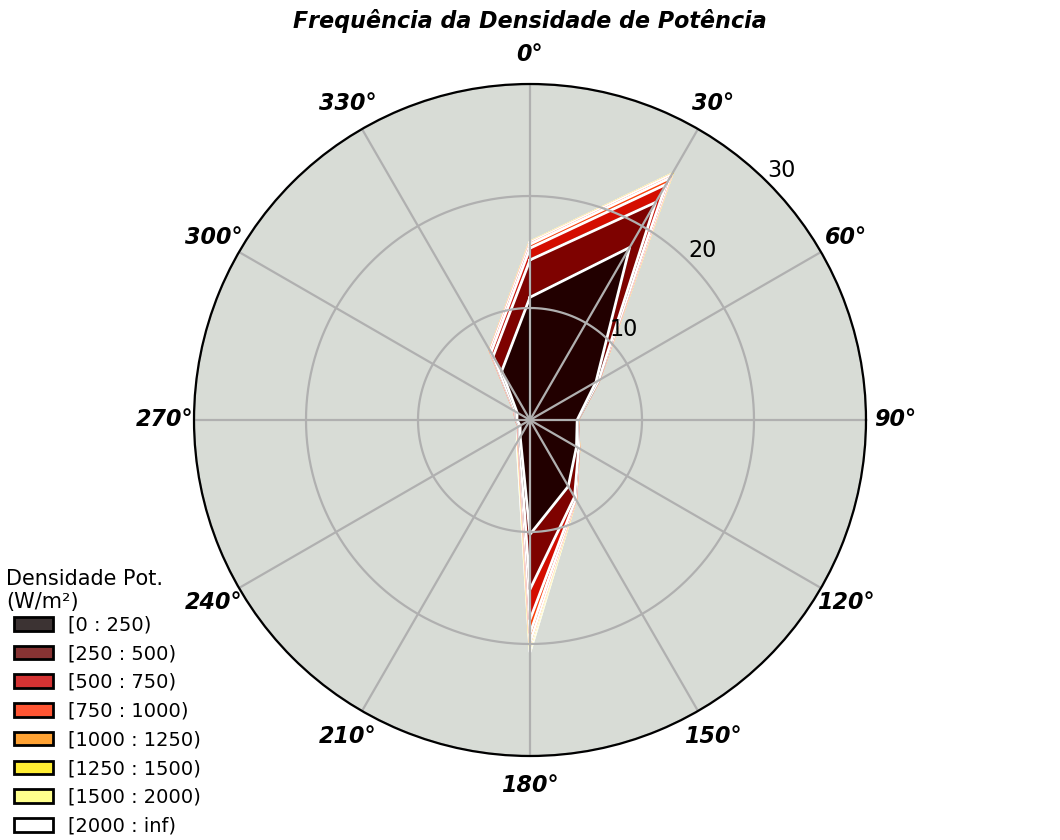 Frequência da Densidade de Potência
0°
330°
30°
30
300°
60°
20
10
270°
90°
Densidade Pot.
(W/m²)
240°
120°
[0 : 250)
[250 : 500)
[500 : 750)
[750 : 1000)
210°
150°
[1000 : 1250)
[1250 : 1500)
180°
[1500 : 2000)
[2000 : inf)